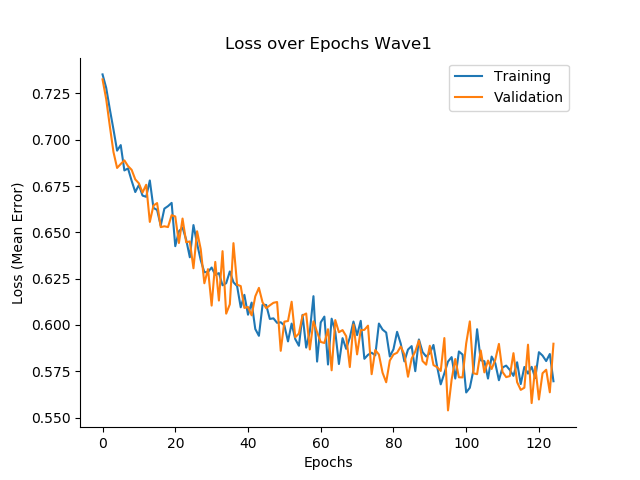 Loss over Epochs Wave1
Training
Validation
0.725
0.700
0.675
0.650
0.625
0.600
0.575
0.550
Loss (Mean Error)
0 20 40 60 80 100 120
Epochs